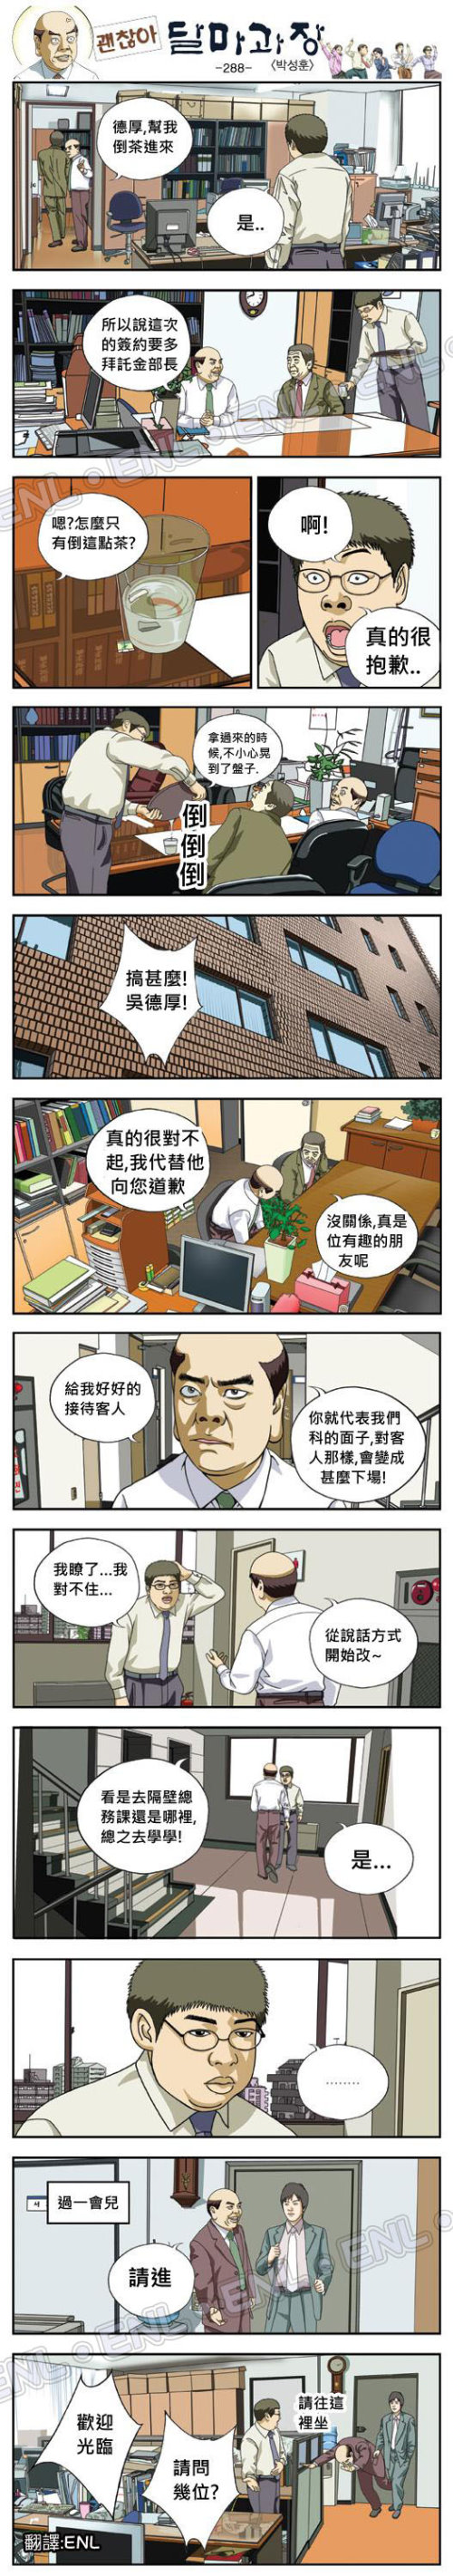 괜찮아
달마과장
-288-
〈박성훈〉
德厚,幫我
倒茶進來
是..
所以說這次
的簽約要多
拜託金部長
嗯?怎麼只
有倒這點茶?
啊!
真的很
抱歉..
拿過來的時
候,不小心晃
到了盤子.
倒
倒
倒
搞甚麼!
吳德厚!
真的很對不
起,我代替他
向您道歉
沒關係,真是
位有趣的朋
友呢
給我好好的
接待客人
你就代表我們
科的面子,對客
人那樣,會變成
甚麼下場!
我瞭了...我
對不住...
從說話方式
開始改~
看是去隔壁總
務課還是哪裡,
總之去學學!
是...
........
過一會兒
請進
歡迎
光臨
請問
幾位?
請往這
裡坐
翻譯:ENL